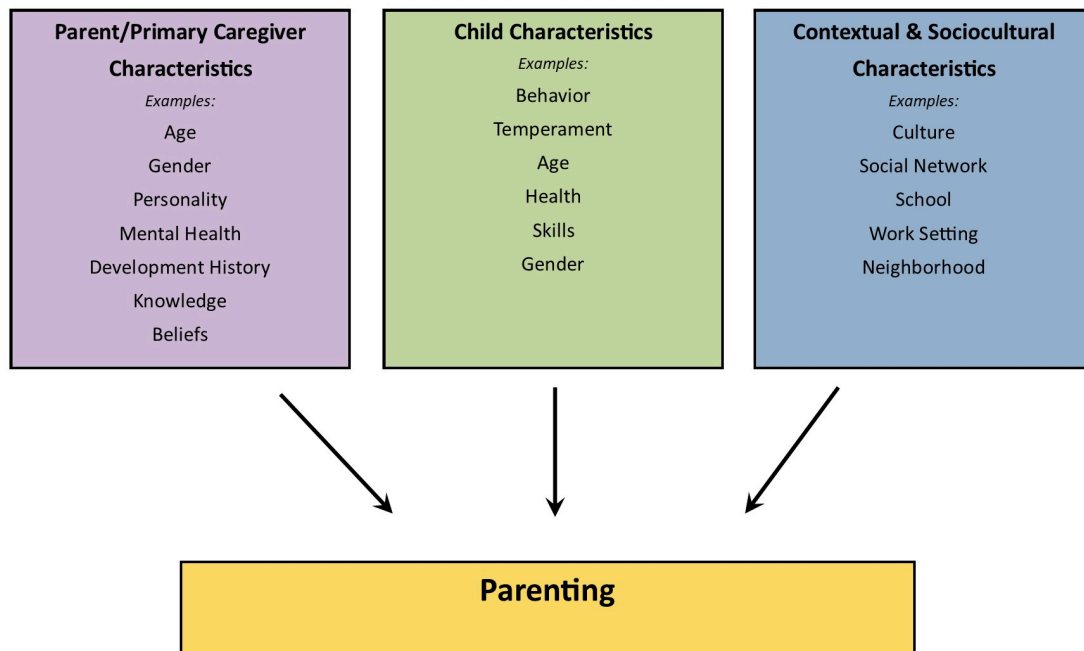 Parent/Primary Caregiver
Characteristics
Examples:
Age
Gender
Personality
Mental Health
Development History
Knowledge
Beliefs
Child Characteristics
Examples:
Behavior
Temperament
Age
Health
Skills
Gender
Contextual & Sociocultural
Characteristics
Examples:
Culture
Social Network
School
Work Setting
Neighborhood
Parenting